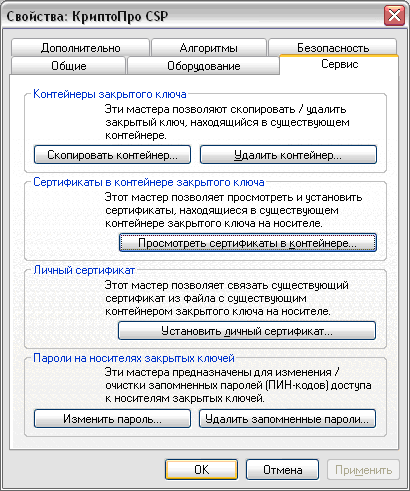 Свойства: КриптоПро CSP
Дополнительно Алгоритмы Безопасность
Общие Оборудование Сервис
Контейнеры закрытого ключа
Эти мастера позволяют скопировать / удалить
закрытый ключ, находящийся в существующем
контейнере.
Скопировать контейнер... Удалить контейнер...
Сертификаты в контейнере закрытого ключа
Этот мастер позволяет просмотреть и установить
сертификаты, находящиеся в существующем
контейнере закрытого ключа на носителе.
Просмотреть сертификаты в контейнере...
Личный сертификат
Этот мастер позволяет связать существующий
сертификат из файла с существующим
контейнером закрытого ключа на носителе.
Установить личный сертификат...
Пароли на носителях закрытых ключей
Эти мастера предназначены для изменения /
очистки запомненных паролей (ПИН-кодов) доступа
к носителям закрытых ключей.
Изменить пароль... Удалить запомненные пароли...
OK Отмена Применить